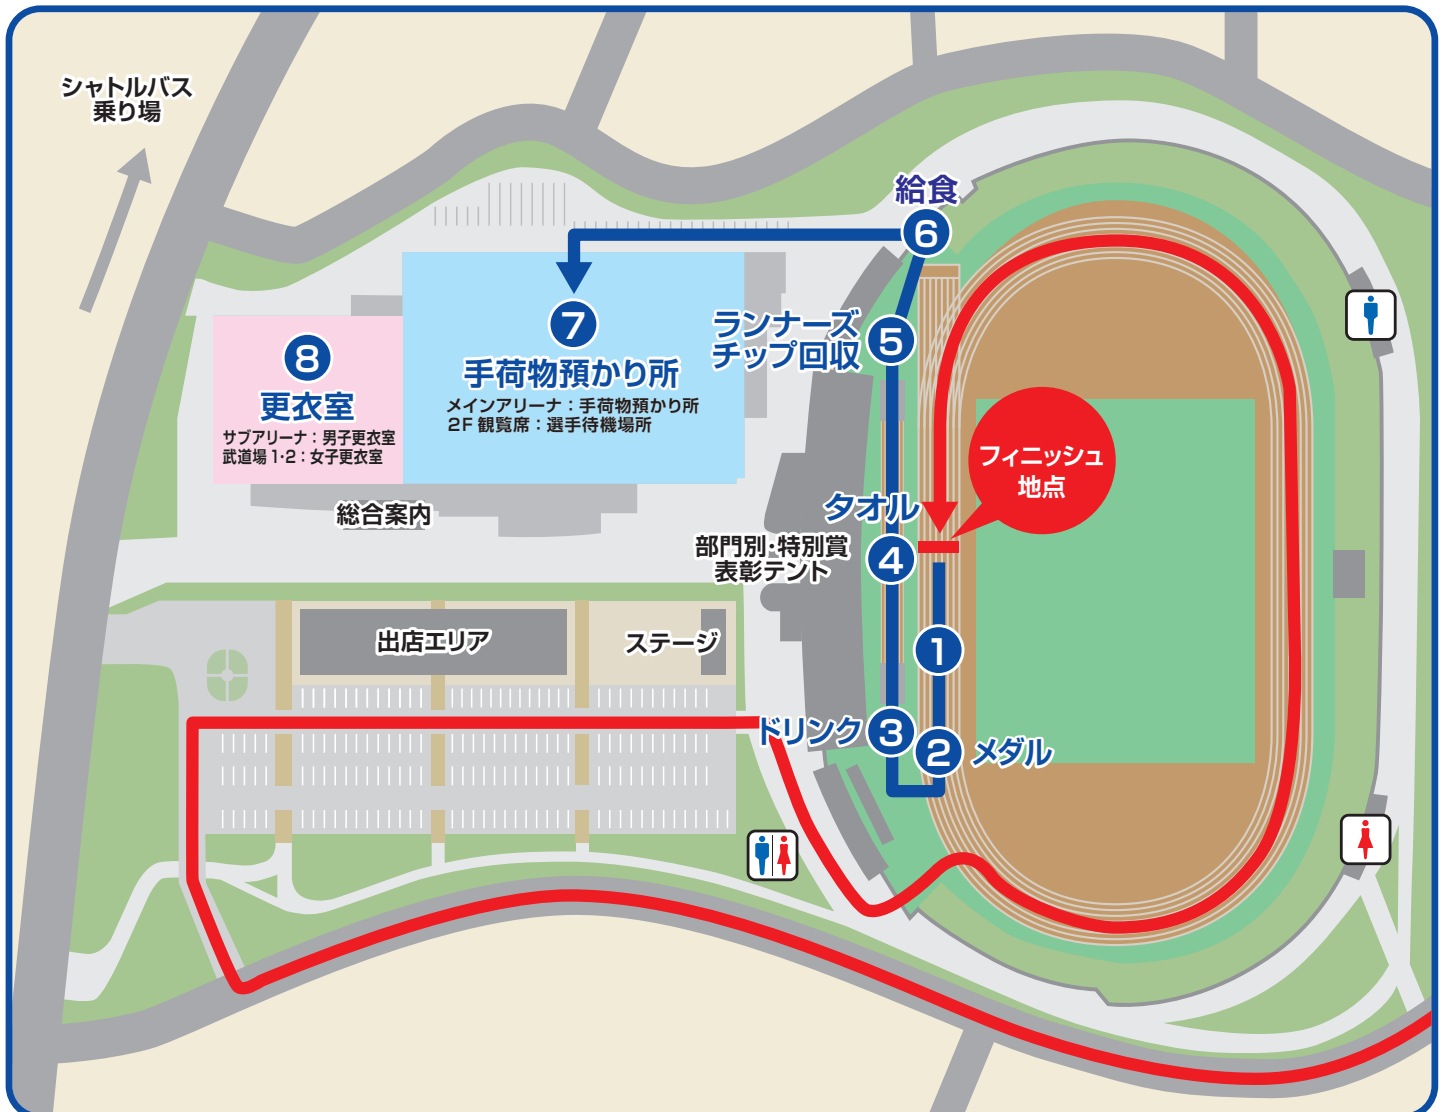 シャトルバス
乗り場
給食
6
7
手荷物預かり所
メインアリーナ：手荷物預かり所
2F 観覧席：選手待機場所
8
更衣室
サブアリーナ：男子更衣室
武道場1・2：女子更衣室
総合案内
ランナーズ
チップ回収
5
フィニッシュ
地点
タオル
4
部門別・特別賞
表彰テント
出店エリア
ステージ
1
ドリンク
3
2
メダル